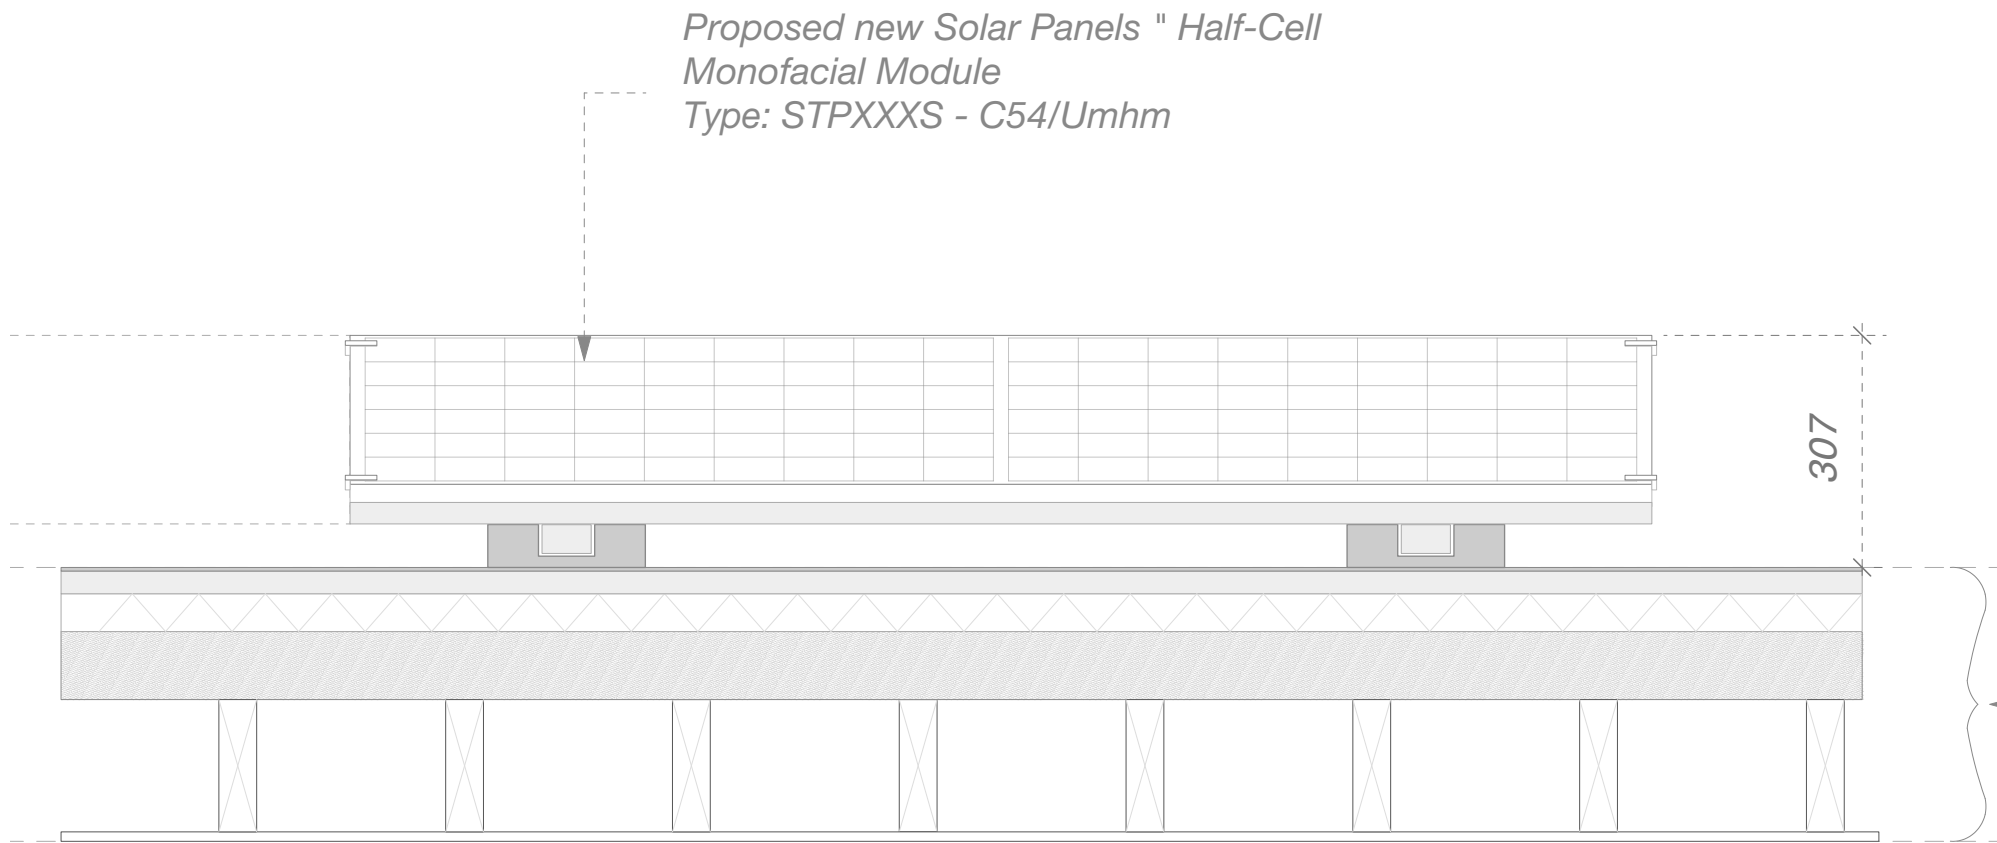 Proposed new Solar Panels " Half-Cell
Monofacial Module
Type: STPXXXS - C54/Umhm
307